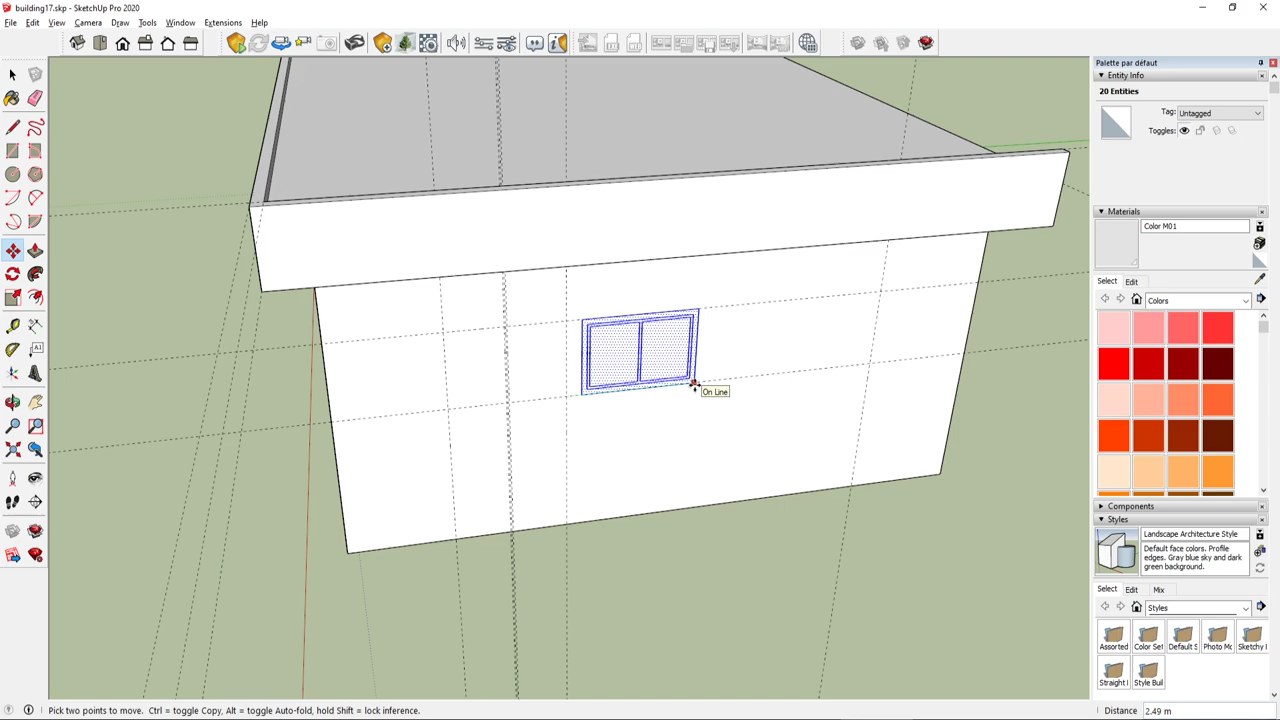 building17.skp - SketchUp Pro 2020
File Edit View Camera Draw Tools Window Extensions Help
Palette par défaut
Entity Info
20 Entities
Tag: Untagged
Toggles:
Materials
Color M01
Select Edit
Colors
On Line
Components
Styles
Landscape Architecture Style
Default face colors. Profile
edges. Gray blue sky and dark
green background.
Select Edit Mix
Styles
Assorted Color Set Default S Photo Mo Sketchy
Straight Style Buil
Pick two points to move. Ctrl = toggle Copy, Alt = toggle Auto-fold, hold Shift = lock inference.
Distance 2.49 m